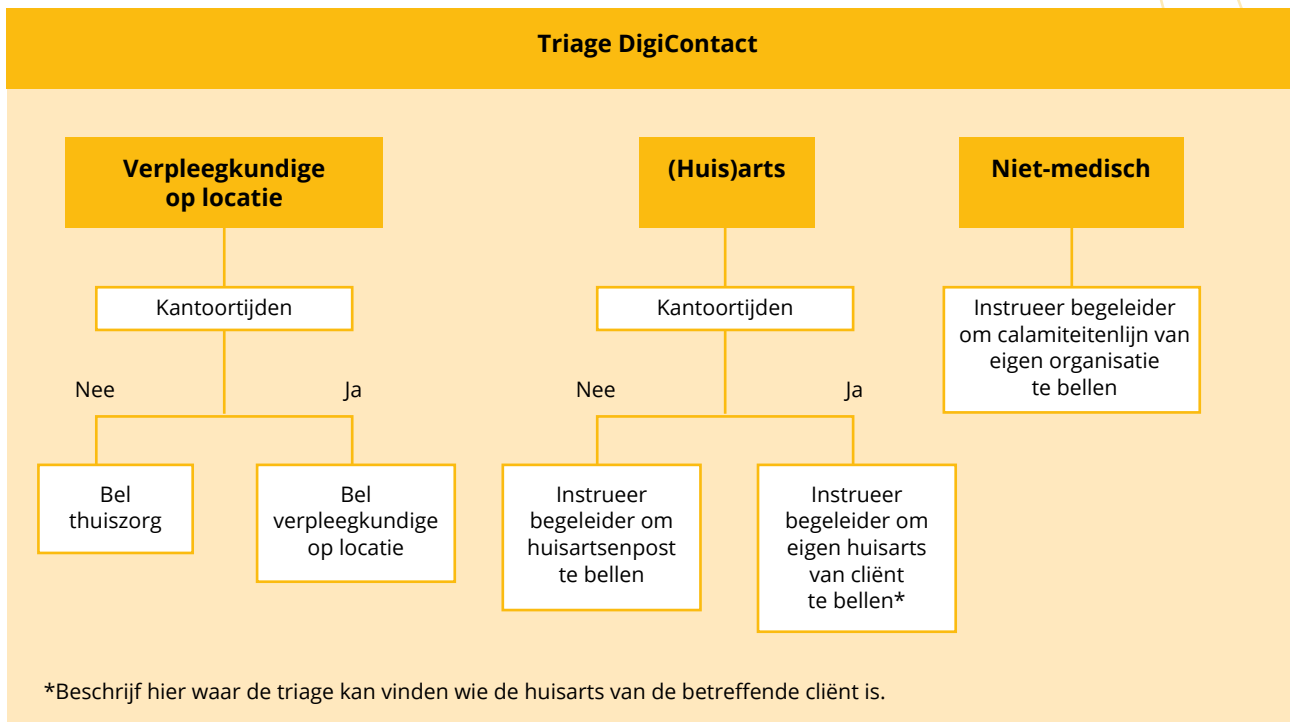 Triage DigiContact
Verpleegkundige
op locatie
Kantoortijden
Nee
Ja
Bel
thuiszorg
Bel
verpleegkundige
op locatie
(Huis)arts
Kantoortijden
Nee
Ja
Instrueer
begeleider om
huisartsenpost
te bellen
Instrueer
begeleider om
eigen huisarts
van cliënt
te bellen*
Niet-medisch
Instrueer begeleider
om calamiteitenlijn van
eigen organisatie
te bellen
*Beschrijf hier waar de triage kan vinden wie de huisarts van de betreffende cliënt is.